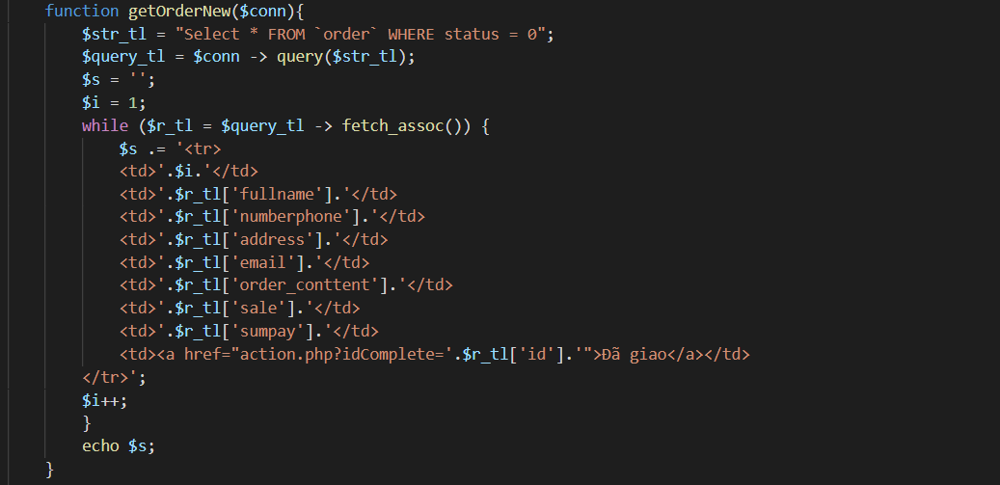 function getOrderNew($conn){
$str_tl = "Select * FROM `order` WHERE status = 0";
$query_tl = $conn -> query($str_tl);
$s = '';
$i = 1;
while ($r_tl = $query_tl -> fetch_assoc()) {
$s .= '<tr>
<td>'.$i.'</td>
<td>'.$r_tl['fullname'].'</td>
<td>'.$r_tl['numberphone'].'</td>
<td>'.$r_tl['address'].'</td>
<td>'.$r_tl['email'].'</td>
<td>'.$r_tl['order_conttent'].'</td>
<td>'.$r_tl['sale'].'</td>
<td>'.$r_tl['sumpay'].'</td>
<td><a href="action.php?idComplete='.$r_tl['id'].'">Đã giao</a></td>
</tr>';
$i++;
}
echo $s;
}